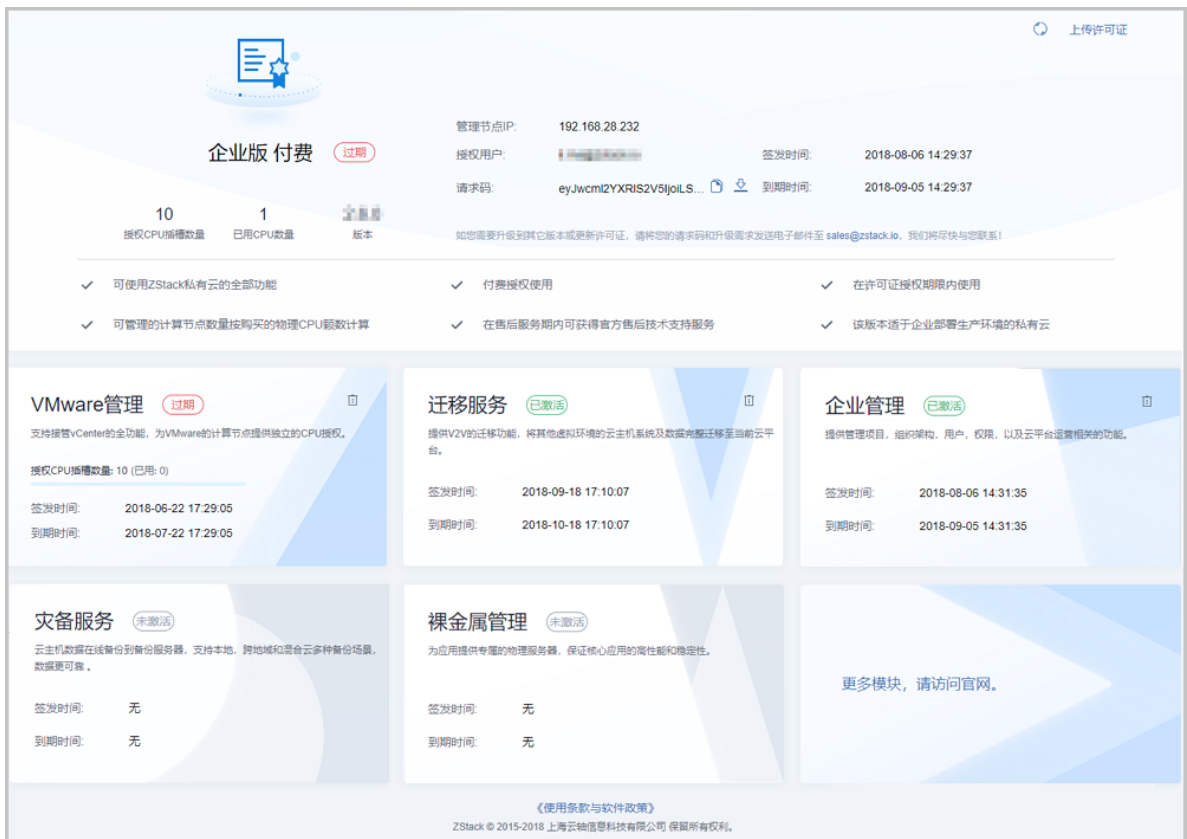 上传许可证
企业版 付费 过期
10 1
授权CPU插槽数量 已用CPU数量 版本
管理节点IP: 192.168.28.232
授权用户: 签发时间: 2018-08-06 14:29:37
请求码: eyJwcmI2YXRlS2V5IjoiLS... 到期时间: 2018-09-05 14:29:37
如您需要升级到其它版本或更新许可证，请将您的请求码和升级需求发送电子邮件至 sales@zstack.io，我们将尽快与您联系!
可使用ZStack私有云的全部功能 付费授权使用 在许可证授权期限内使用
可管理的计算节点数量按购买的物理CPU颗数计算 在售后服务期内可获得官方售后技术支持服务 该版本适于企业部署生产环境的私有云
VMware管理 过期
支持接管vCenter的全功能，为VMware的计算节点提供独立的CPU授权。
授权CPU插槽数量: 10 (已用: 0)
签发时间: 2018-06-22 17:29:05
到期时间: 2018-07-22 17:29:05
迁移服务 已激活
提供V2V的迁移功能，将其他虚拟环境的云主机系统及数据完整迁移至当前云平
台。
签发时间: 2018-09-18 17:10:07
到期时间: 2018-10-18 17:10:07
企业管理 已激活
提供管理项目，组织架构，用户，权限，以及云平台运营相关的功能。
签发时间: 2018-08-06 14:31:35
到期时间: 2018-09-05 14:31:35
灾备服务 未激活
云主机数据在线备份到备份服务器，支持本地、跨地域和混合云多种备份场景，
数据更可靠 。
签发时间: 无
到期时间: 无
裸金属管理 未激活
为应用提供专属的物理服务器，保证核心应用的高性能和稳定性。
签发时间: 无
到期时间: 无
更多模块，请访问官网。
《使用条款与软件政策》
ZStack © 2015-2018 上海云轴信息科技有限公司 保留所有权利。